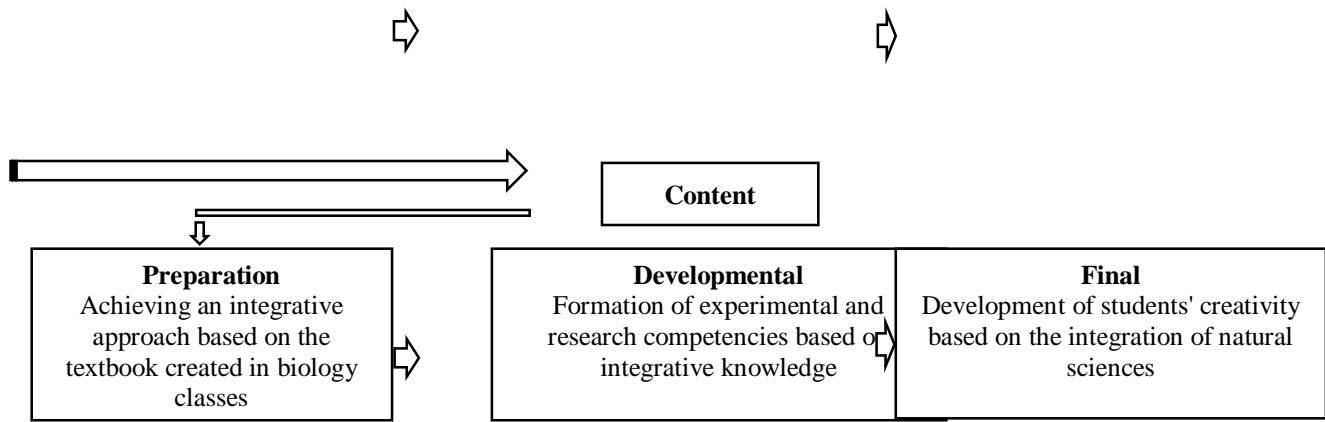 Content
Preparation
Achieving an integrative
approach based on the
textbook created in biology
classes
Developmental
Formation of experimental and
research competencies based o
integrative knowledge
Final
Development of students' creativity
based on the integration of natural
sciences